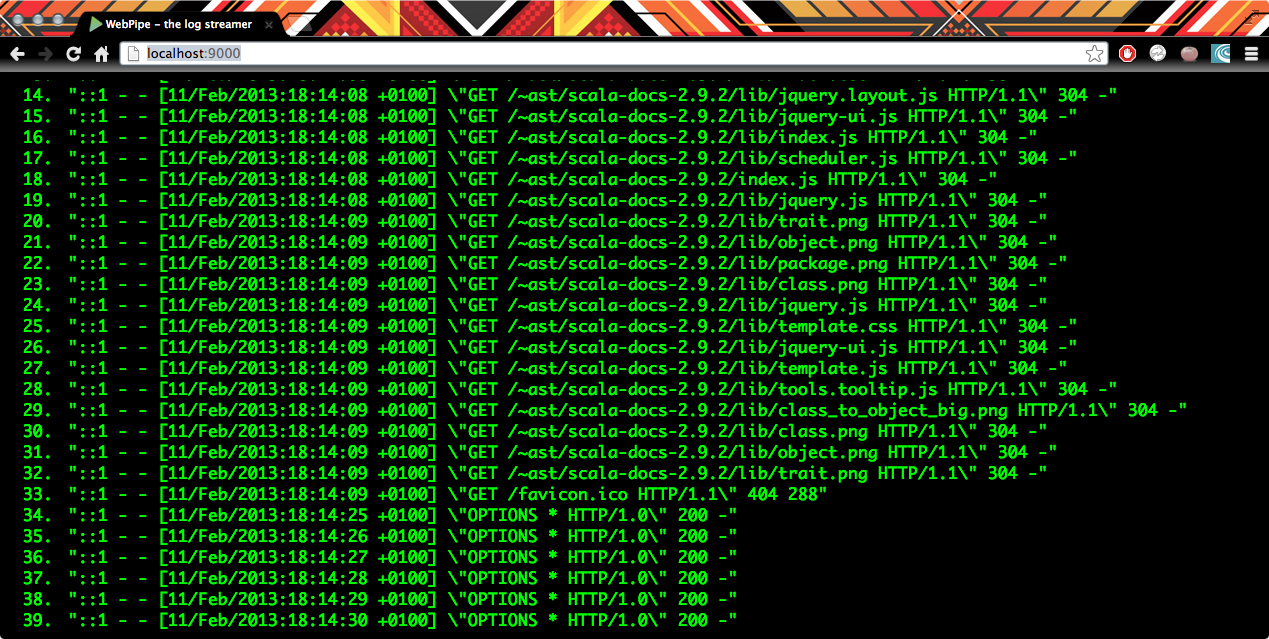 WebPipe – the log streamer
localhost:9000
14. "::1 - - [11/Feb/2013:18:14:08 +0100] \"GET /~ast/scala-docs-2.9.2/lib/jquery.layout.js HTTP/1.1\" 304 -"
15. "::1 - - [11/Feb/2013:18:14:08 +0100] \"GET /~ast/scala-docs-2.9.2/lib/jquery-ui.js HTTP/1.1\" 304 -"
16. "::1 - - [11/Feb/2013:18:14:08 +0100] \"GET /~ast/scala-docs-2.9.2/lib/index.js HTTP/1.1\" 304 -"
17. "::1 - - [11/Feb/2013:18:14:08 +0100] \"GET /~ast/scala-docs-2.9.2/lib/scheduler.js HTTP/1.1\" 304 -"
18. "::1 - - [11/Feb/2013:18:14:08 +0100] \"GET /~ast/scala-docs-2.9.2/index.js HTTP/1.1\" 304 -"
19. "::1 - - [11/Feb/2013:18:14:08 +0100] \"GET /~ast/scala-docs-2.9.2/lib/jquery.js HTTP/1.1\" 304 -"
20. "::1 - - [11/Feb/2013:18:14:09 +0100] \"GET /~ast/scala-docs-2.9.2/lib/trait.png HTTP/1.1\" 304 -"
21. "::1 - - [11/Feb/2013:18:14:09 +0100] \"GET /~ast/scala-docs-2.9.2/lib/object.png HTTP/1.1\" 304 -"
22. "::1 - - [11/Feb/2013:18:14:09 +0100] \"GET /~ast/scala-docs-2.9.2/lib/package.png HTTP/1.1\" 304 -"
23. "::1 - - [11/Feb/2013:18:14:09 +0100] \"GET /~ast/scala-docs-2.9.2/lib/class.png HTTP/1.1\" 304 -"
24. "::1 - - [11/Feb/2013:18:14:09 +0100] \"GET /~ast/scala-docs-2.9.2/lib/jquery.js HTTP/1.1\" 304 -"
25. "::1 - - [11/Feb/2013:18:14:09 +0100] \"GET /~ast/scala-docs-2.9.2/lib/template.css HTTP/1.1\" 304 -"
26. "::1 - - [11/Feb/2013:18:14:09 +0100] \"GET /~ast/scala-docs-2.9.2/lib/jquery-ui.js HTTP/1.1\" 304 -"
27. "::1 - - [11/Feb/2013:18:14:09 +0100] \"GET /~ast/scala-docs-2.9.2/lib/template.js HTTP/1.1\" 304 -"
28. "::1 - - [11/Feb/2013:18:14:09 +0100] \"GET /~ast/scala-docs-2.9.2/lib/tools.tooltip.js HTTP/1.1\" 304 -"
29. "::1 - - [11/Feb/2013:18:14:09 +0100] \"GET /~ast/scala-docs-2.9.2/lib/class_to_object_big.png HTTP/1.1\" 304 -"
30. "::1 - - [11/Feb/2013:18:14:09 +0100] \"GET /~ast/scala-docs-2.9.2/lib/class.png HTTP/1.1\" 304 -"
31. "::1 - - [11/Feb/2013:18:14:09 +0100] \"GET /~ast/scala-docs-2.9.2/lib/object.png HTTP/1.1\" 304 -"
32. "::1 - - [11/Feb/2013:18:14:09 +0100] \"GET /~ast/scala-docs-2.9.2/lib/trait.png HTTP/1.1\" 304 -"
33. "::1 - - [11/Feb/2013:18:14:09 +0100] \"GET /favicon.ico HTTP/1.1\" 404 288"
34. "::1 - - [11/Feb/2013:18:14:25 +0100] \"OPTIONS * HTTP/1.0\" 200 -"
35. "::1 - - [11/Feb/2013:18:14:26 +0100] \"OPTIONS * HTTP/1.0\" 200 -"
36. "::1 - - [11/Feb/2013:18:14:27 +0100] \"OPTIONS * HTTP/1.0\" 200 -"
37. "::1 - - [11/Feb/2013:18:14:28 +0100] \"OPTIONS * HTTP/1.0\" 200 -"
38. "::1 - - [11/Feb/2013:18:14:29 +0100] \"OPTIONS * HTTP/1.0\" 200 -"
39. "::1 - - [11/Feb/2013:18:14:30 +0100] \"OPTIONS * HTTP/1.0\" 200 -"